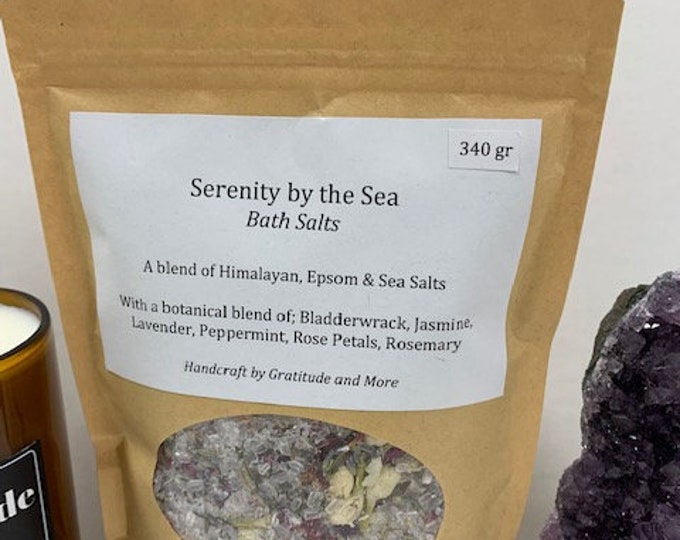 340 gr
Serenity by the Sea
Bath Salts
A blend of Himalayan, Epsom & Sea Salts
With a botanical blend of; Bladderwrack, Jasmine,
Lavender, Peppermint, Rose Petals, Rosemary
Handcraft by Gratitude and More
de